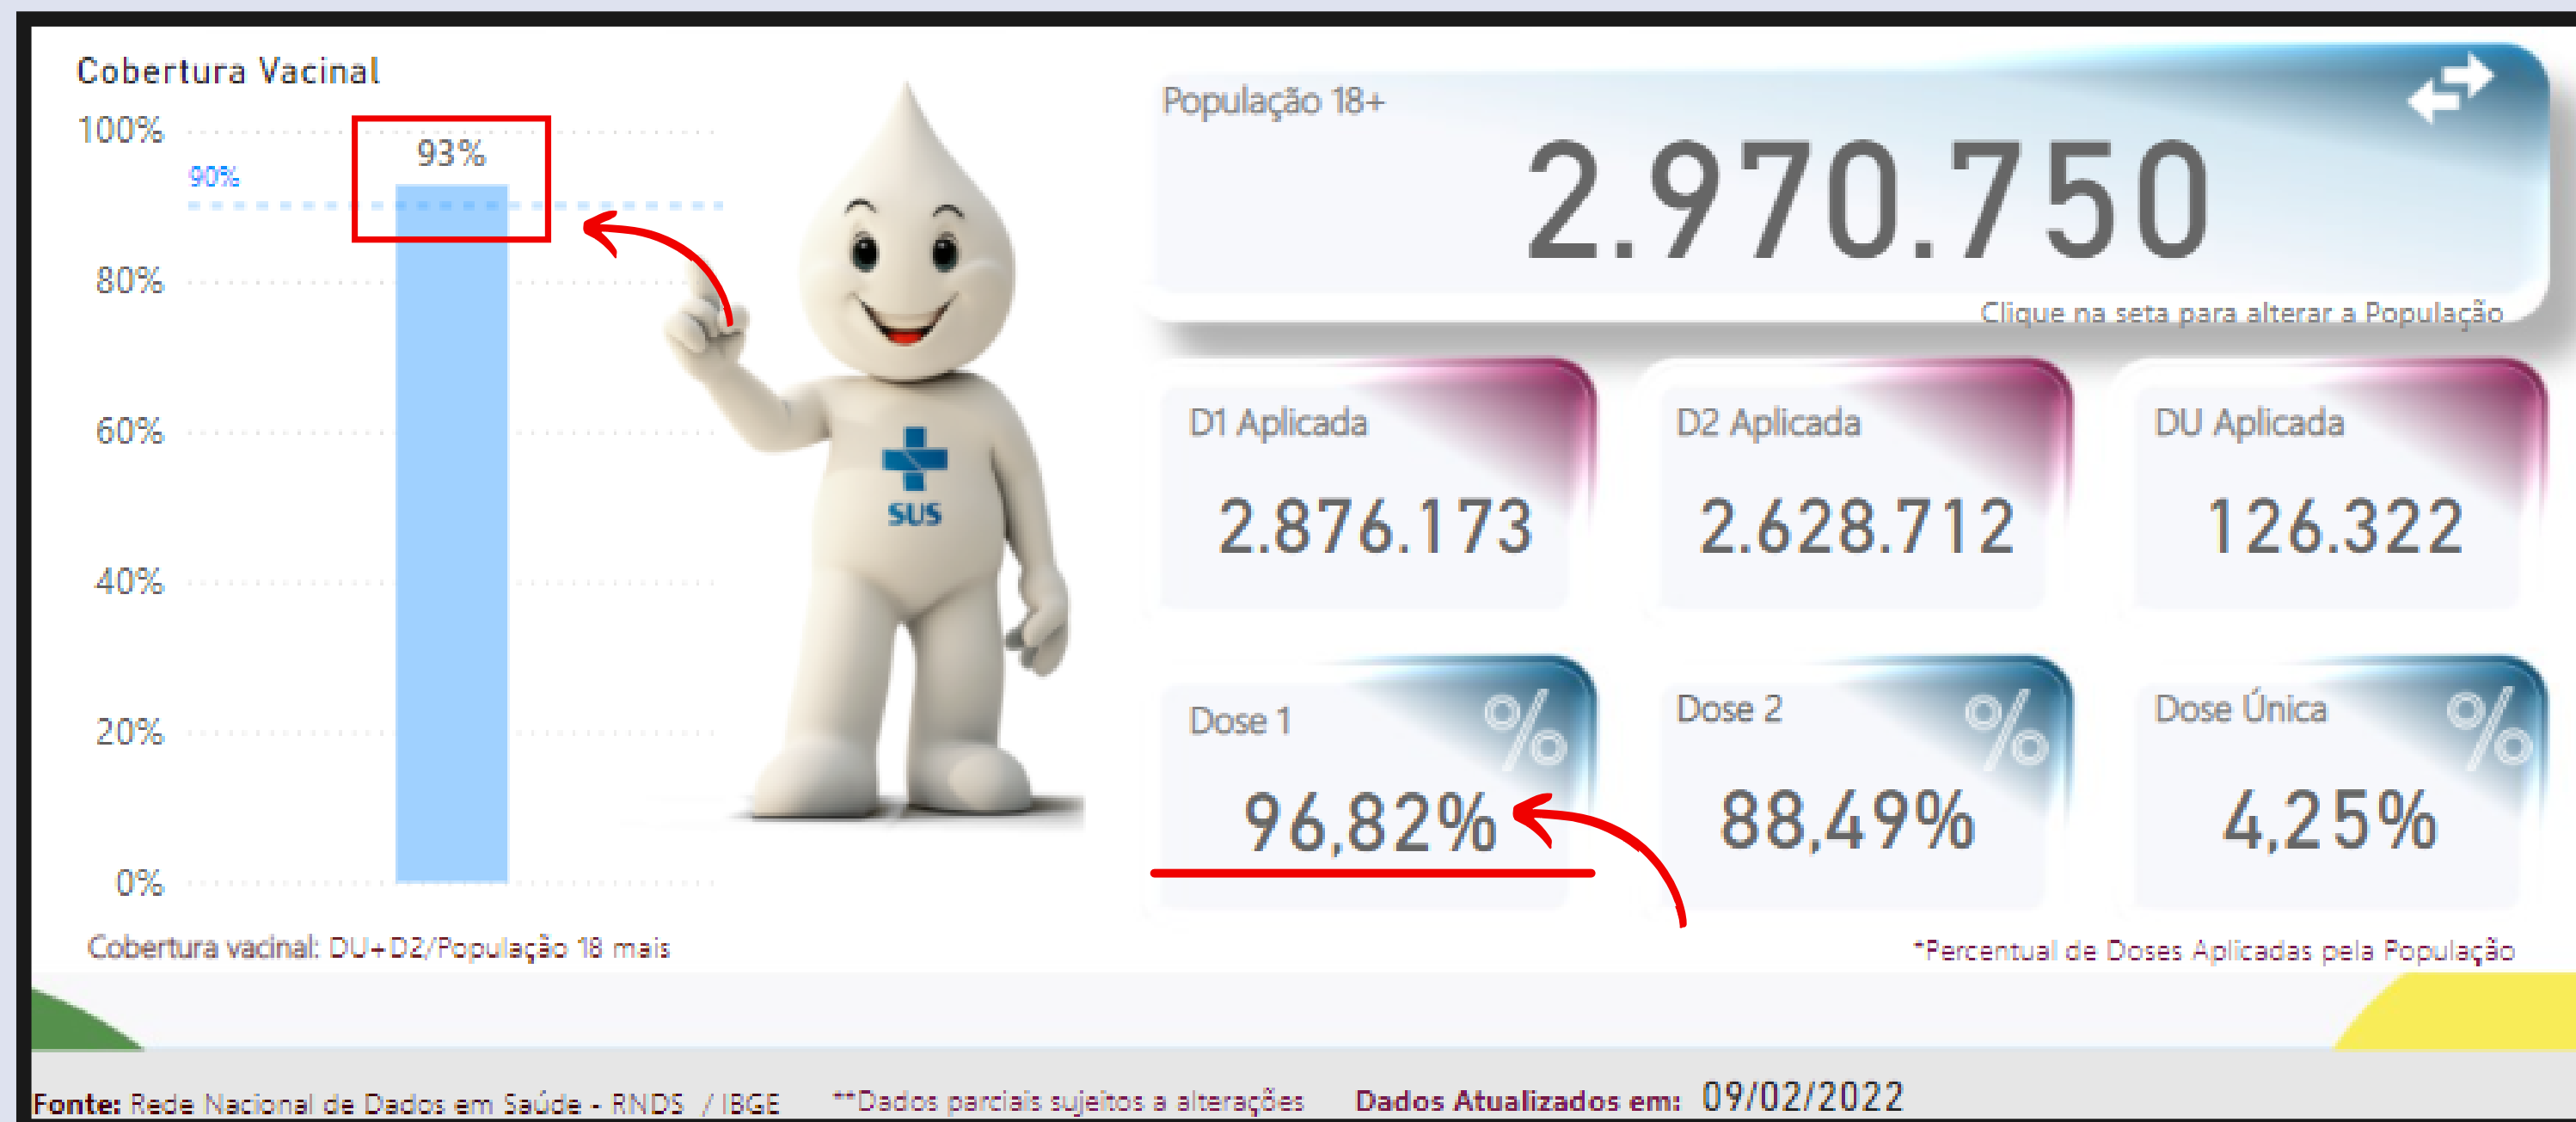 Cobertura Vacinal
100%
93%
90%
80%
60%
40%
20%
0%
Cobertura vacinal: DU+D2/População 18 mais
SUS
População 18+
2.970.750
Clique na seta para alterar a População
D1 Aplicada
2.876.173
D2 Aplicada
2.628.712
DU Aplicada
126.322
Dose 1
%
96,82%
Dose 2
%
88,49%
Dose Única
%
4,25%
*Percentual de Doses Aplicadas pela População
Fonte: Rede Nacional de Dados em Saúde - RNDS / IBGE
**Dados parciais sujeitos a alterações
Dados Atualizados em: 09/02/2022